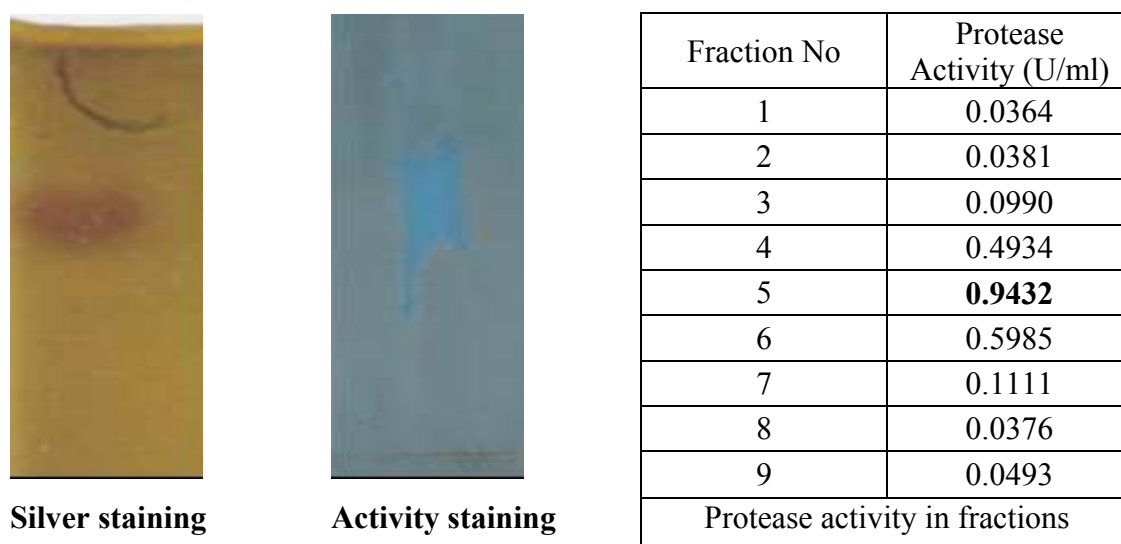 Silver staining
Activity staining
Fraction No
Protease
Activity (U/ml)
1 0.0364
2 0.0381
3 0.0990
4 0.4934
5 0.9432
6 0.5985
7 0.1111
8 0.0376
9 0.0493
Protease activity in fractions